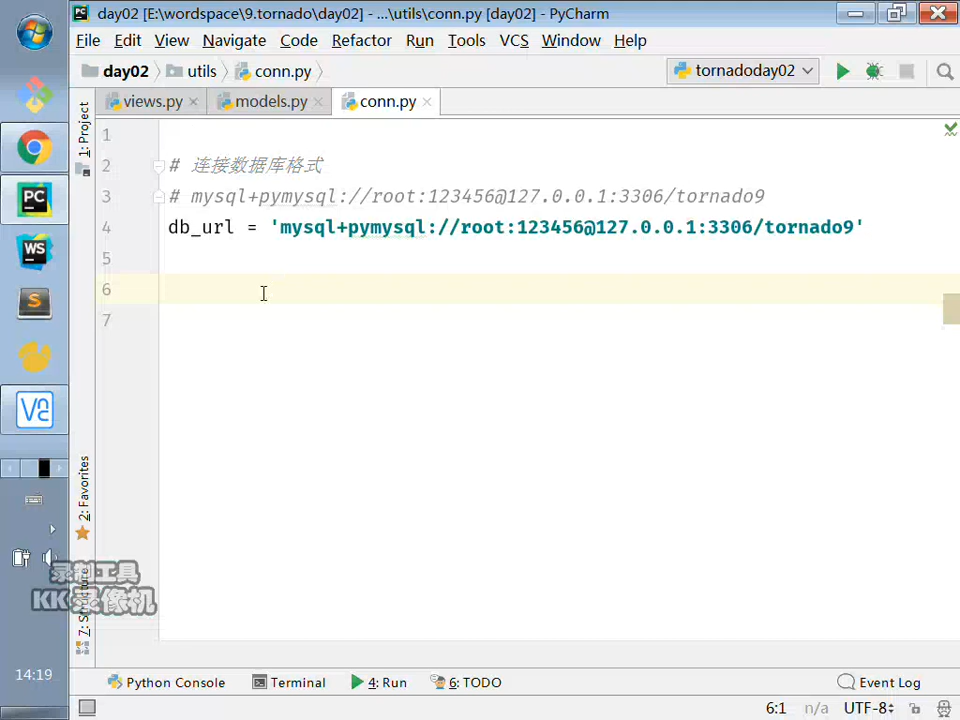 day02 [E:\wordspace\9.tornado\day02] - ...\utils\conn.py [day02] - PyCharm
File Edit View Navigate Code Refactor Run Tools VCS Window Help
day02 utils conn.py tornadoday02
views.py models.py conn.py
1: Project
1
2 # 连接数据库格式
3 # mysql+pymysql://root:123456@127.0.0.1:3306/tornado9
4 db_url = 'mysql+pymysql://root:123456@127.0.0.1:3306/tornado9'
5
6
7
2: Favorites
7: Structure
录制工具
KK录像机
14:19
Python Console Terminal 4: Run 6: TODO Event Log
6:1 n/a UTF-8